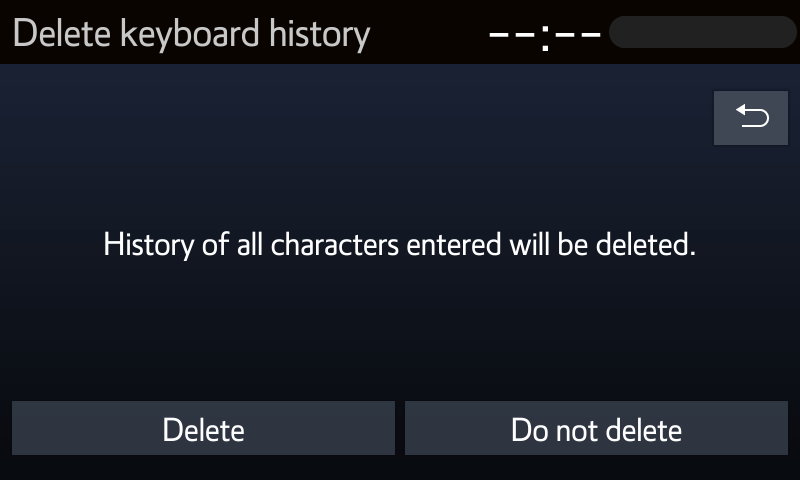 Delete keyboard history --:--
History of all characters entered will be deleted.
Delete
Do not delete